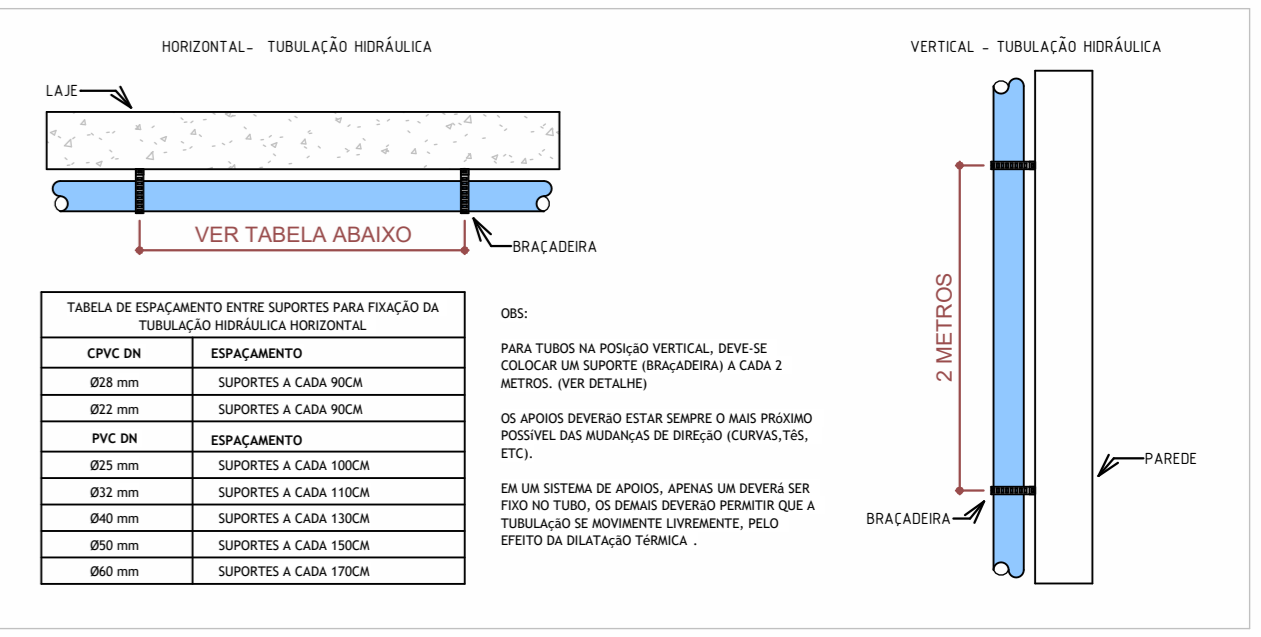 HORIZONTAL- TUBULAÇÃO HIDRÁULICA
LAJE
VER TABELA ABAIXO
BRAÇADEIRA
TABELA DE ESPAÇAMENTO ENTRE SUPORTES PARA FIXAÇÃO DA
TUBULAÇÃO HIDRÁULICA HORIZONTAL
CPVC DN ESPAÇAMENTO
Ø28 mm SUPORTES A CADA 90CM
Ø22 mm SUPORTES A CADA 90CM
PVC DN ESPAÇAMENTO
Ø25 mm SUPORTES A CADA 100CM
Ø32 mm SUPORTES A CADA 110CM
Ø40 mm SUPORTES A CADA 130CM
Ø50 mm SUPORTES A CADA 150CM
Ø60 mm SUPORTES A CADA 170CM
OBS:
PARA TUBOS NA POSIçãO VERTICAL, DEVE-SE
COLOCAR UM SUPORTE (BRAçADEIRA) A CADA 2
METROS. (VER DETALHE)
OS APOIOS DEVERãO ESTAR SEMPRE O MAIS PRóXIMO
POSSíVEL DAS MUDANçAS DE DIREçãO (CURVAS,TêS,
ETC).
EM UM SISTEMA DE APOIOS, APENAS UM DEVERá SER
FIXO NO TUBO, OS DEMAIS DEVERãO PERMITIR QUE A
TUBULAçãO SE MOVIMENTE LIVREMENTE, PELO
EFEITO DA DILATAçãO TéRMICA .
VERTICAL - TUBULAÇÃO HIDRÁULICA
2 METROS
PAREDE
BRAÇADEIRA